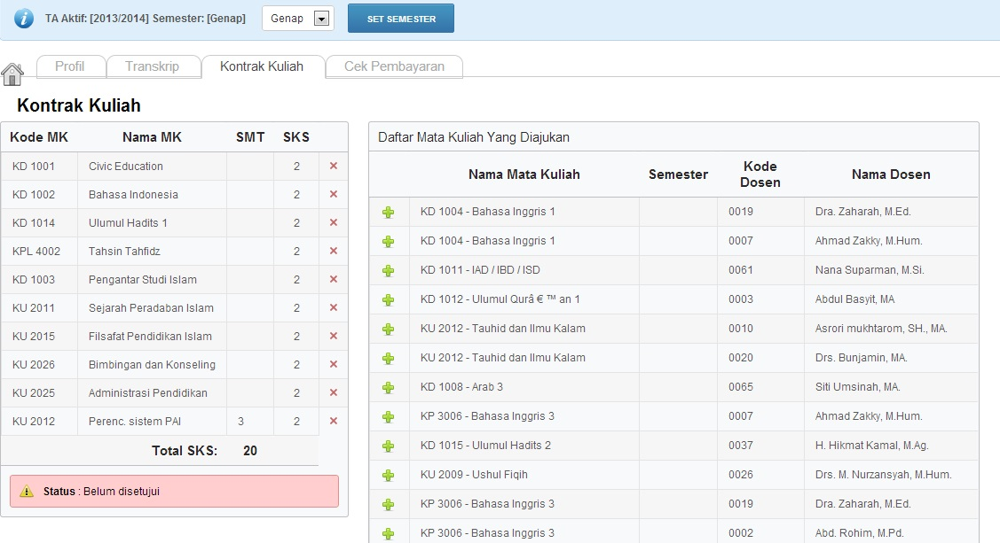 TA Aktif: [2013/2014] Semester: [Genap] Genap SET SEMESTER
Profil Transkrip Kontrak Kuliah Cek Pembayaran
Kontrak Kuliah
Kode MK Nama MK SMT SKS
KD 1001 Civic Education 2
KD 1002 Bahasa Indonesia 2
KD 1014 Ulumul Hadits 1 2
KPL 4002 Tahsin Tahfidz 2
KD 1003 Pengantar Studi Islam 2
KU 2011 Sejarah Peradaban Islam 2
KU 2015 Filsafat Pendidikan Islam 2
KU 2026 Bimbingan dan Konseling 2
KU 2025 Administrasi Pendidikan 2
KU 2012 Perenc. sistem PAI 3 2
Total SKS: 20
Status : Belum disetujui
Daftar Mata Kuliah Yang Diajukan
Nama Mata Kuliah Semester Kode Dosen Nama Dosen
KD 1004 - Bahasa Inggris 1 0019 Dra. Zaharah, M.Ed.
KD 1004 - Bahasa Inggris 1 0007 Ahmad Zakky, M.Hum.
KD 1011 - IAD / IBD / ISD 0061 Nana Suparman, M.Si.
KD 1012 - Ulumul Qurâ € ™ an 1 0003 Abdul Basyit, MA
KU 2012 - Tauhid dan Ilmu Kalam 0010 Asrori mukhtarom, SH., MA.
KU 2012 - Tauhid dan Ilmu Kalam 0020 Drs. Bunjamin, MA.
KD 1008 - Arab 3 0065 Siti Umsinah, MA.
KP 3006 - Bahasa Inggris 3 0007 Ahmad Zakky, M.Hum.
KD 1015 - Ulumul Hadits 2 0037 H. Hikmat Kamal, M.Ag.
KU 2009 - Ushul Fiqih 0026 Drs. M. Nurzansyah, M.Hum.
KP 3006 - Bahasa Inggris 3 0019 Dra. Zaharah, M.Ed.
KP 3006 - Bahasa Inggris 3 0002 Abd. Rohim, M.Pd.